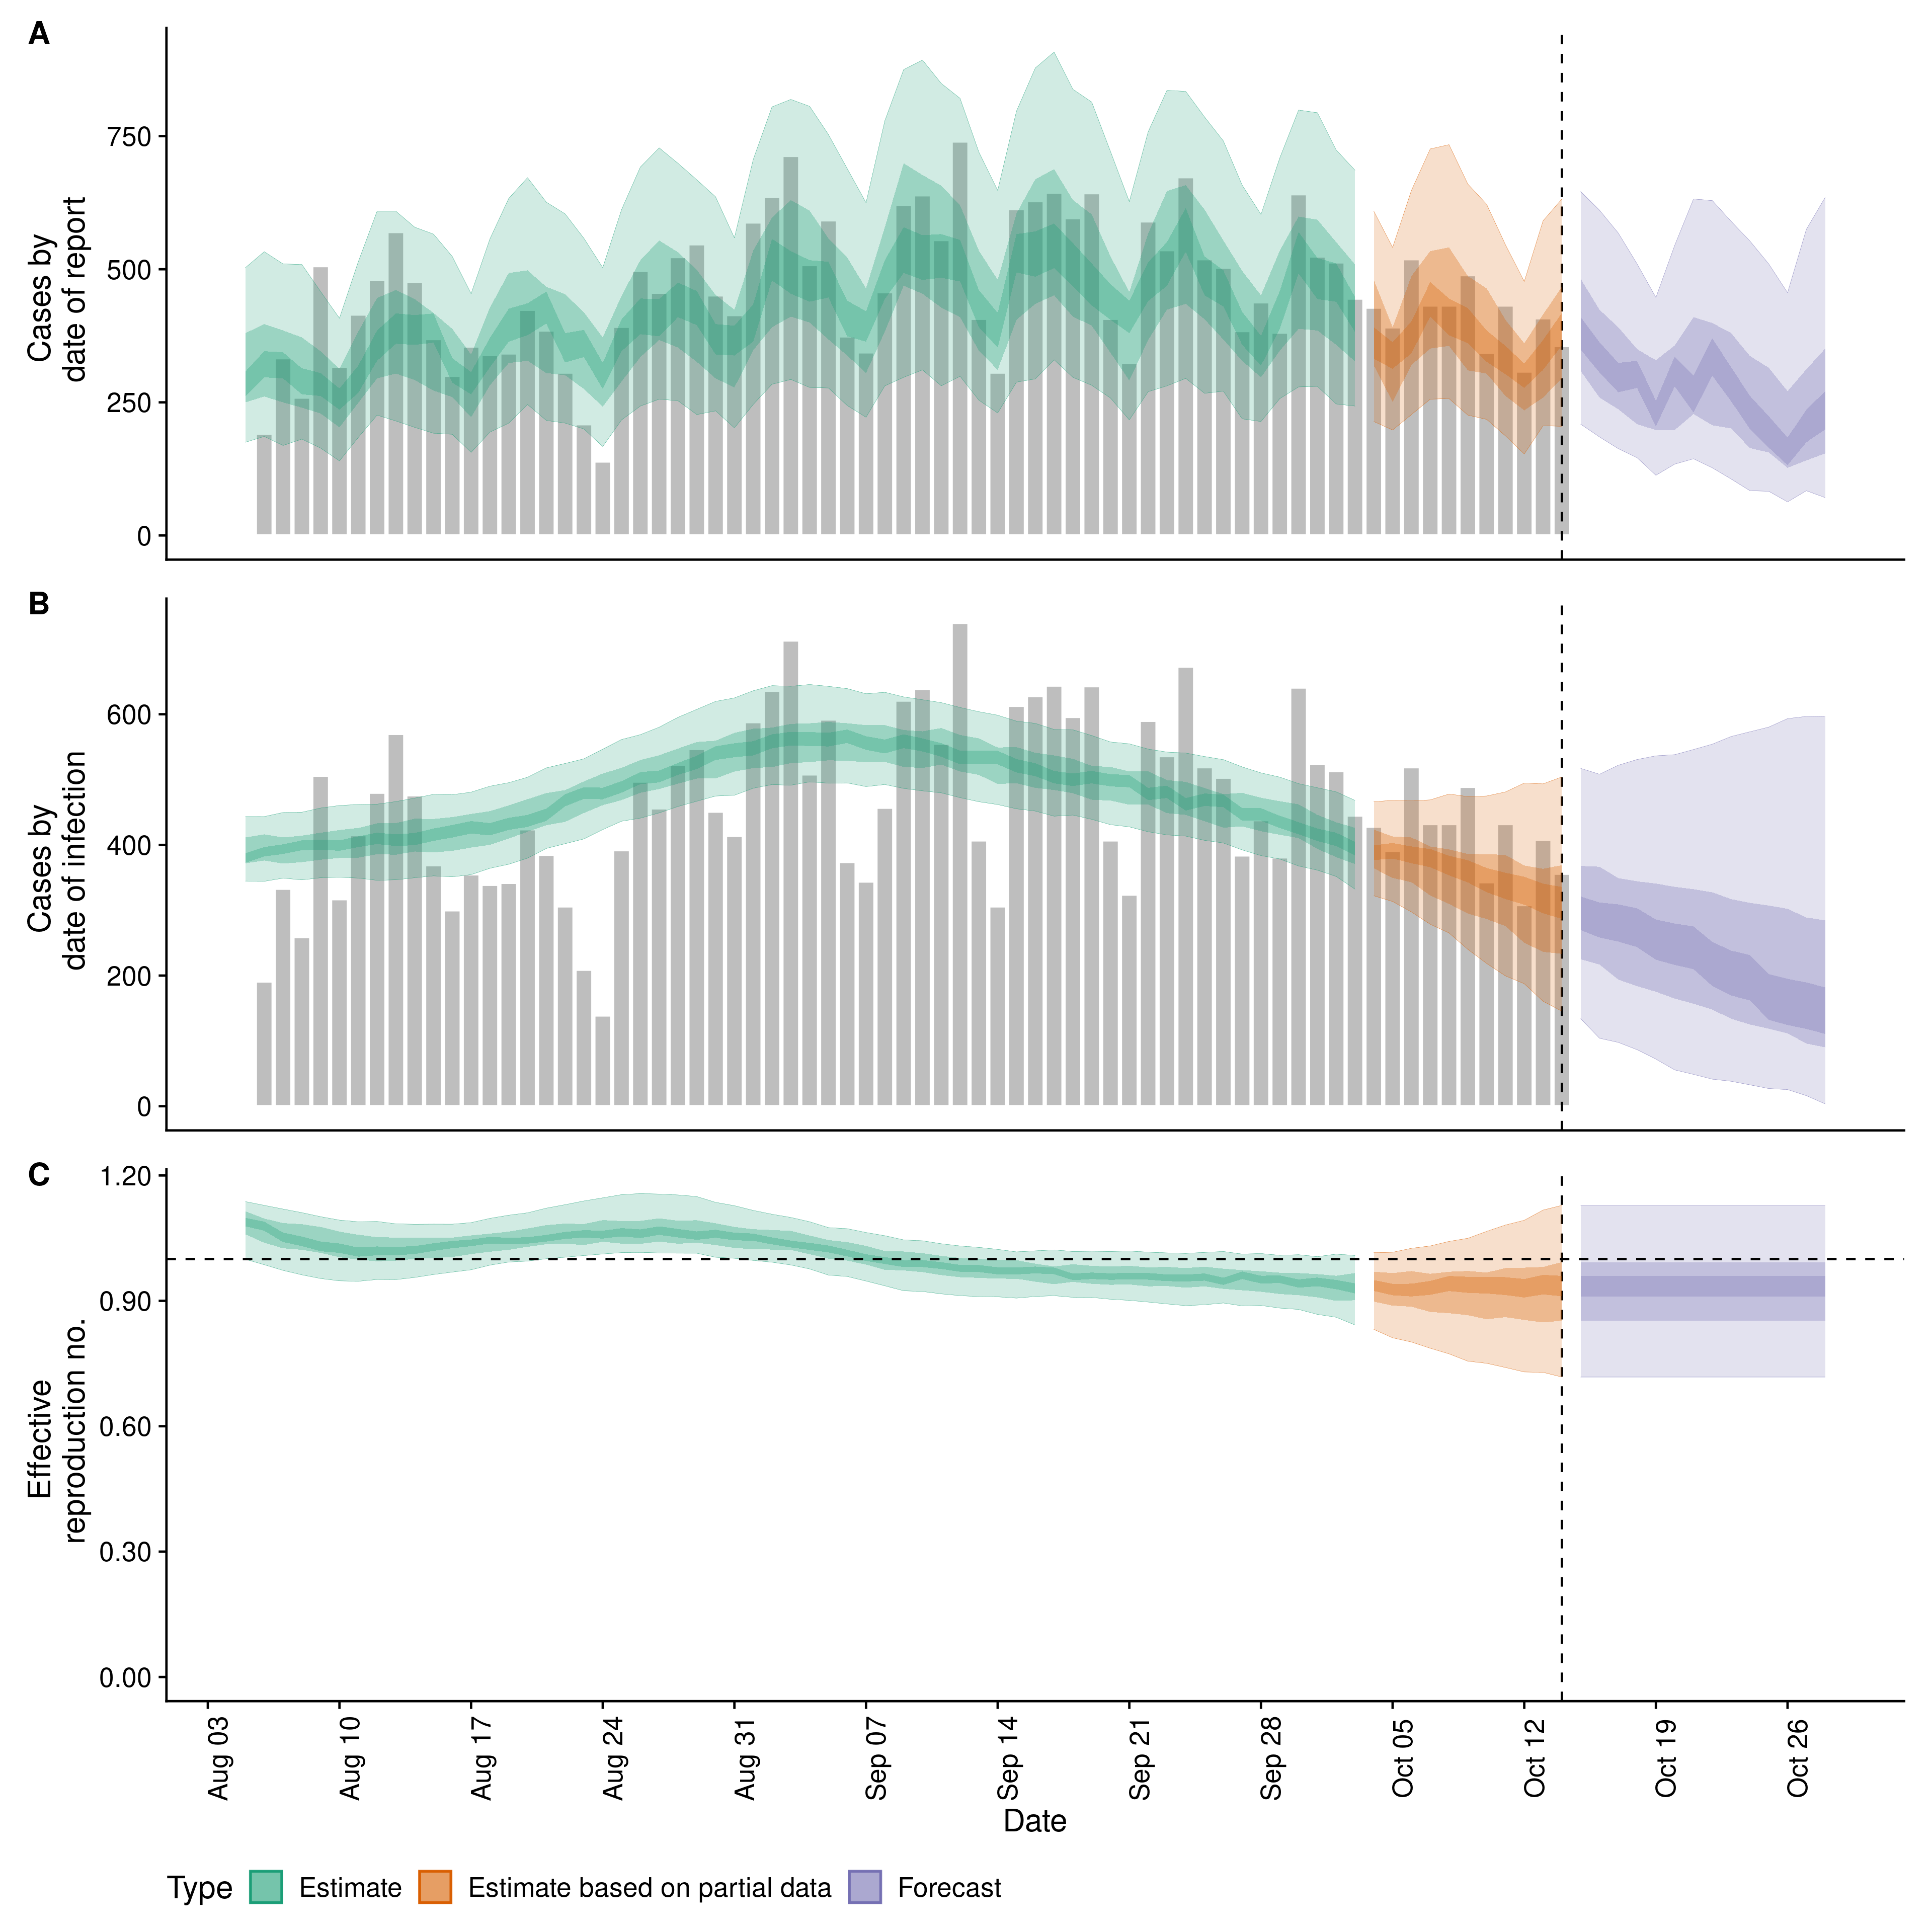 A
Cases by
date of report
750
500
250
0
B
Cases by
date of infection
600
400
200
0
C
Effective
reproduction no.
1.20
0.90
0.60
0.30
0.00
Aug 03
Aug 10
Aug 17
Aug 24
Aug 31
Sep 07
Sep 14
Sep 21
Sep 28
Oct 05
Oct 12
Oct 19
Oct 26
Date
Type Estimate Estimate based on partial data Forecast